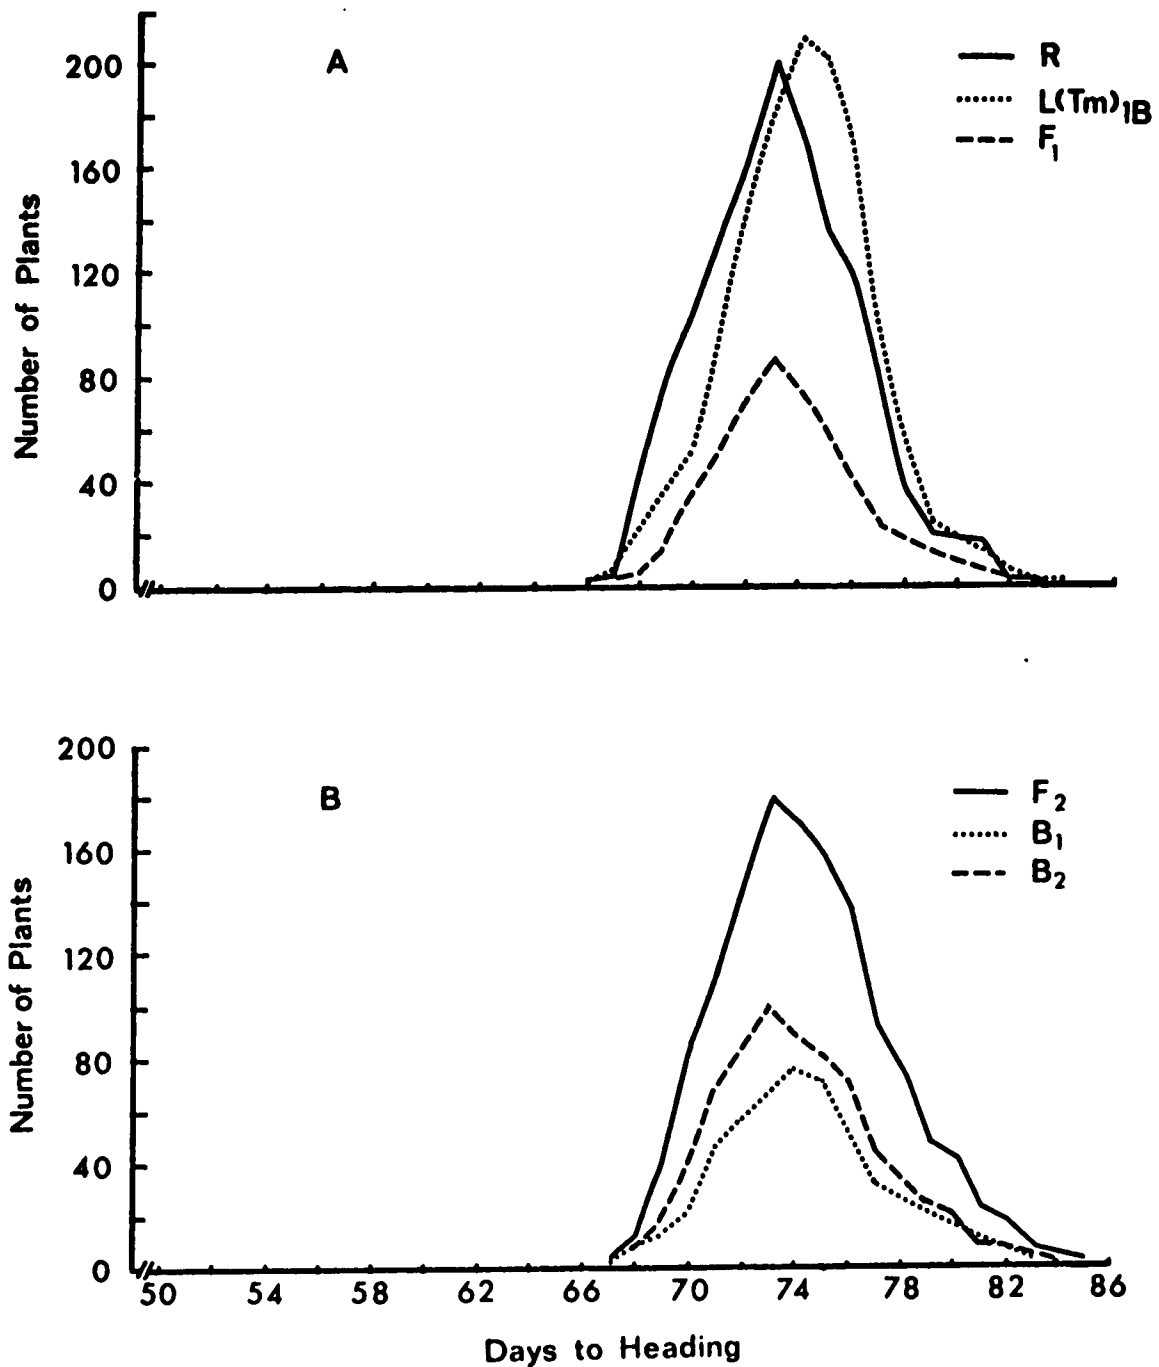 A
R
L(Tm)1B
F1
Number of Plants
200
160
120
80
40
0
B
F2
B1
B2
Number of Plants
200
160
120
80
40
0
50 54 58 62 66 70 74 78 82 86
Days to Heading